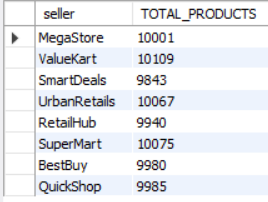 seller TOTAL_PRODUCTS
MegaStore 10001
ValueKart 10109
SmartDeals 9843
UrbanRetails 10067
RetailHub 9940
SuperMart 10075
BestBuy 9980
QuickShop 9985